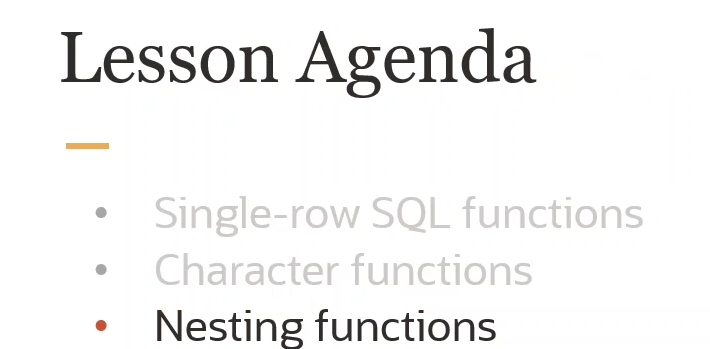 Lesson Agenda
• Single-row SQL functions
• Character functions
• Nesting functions